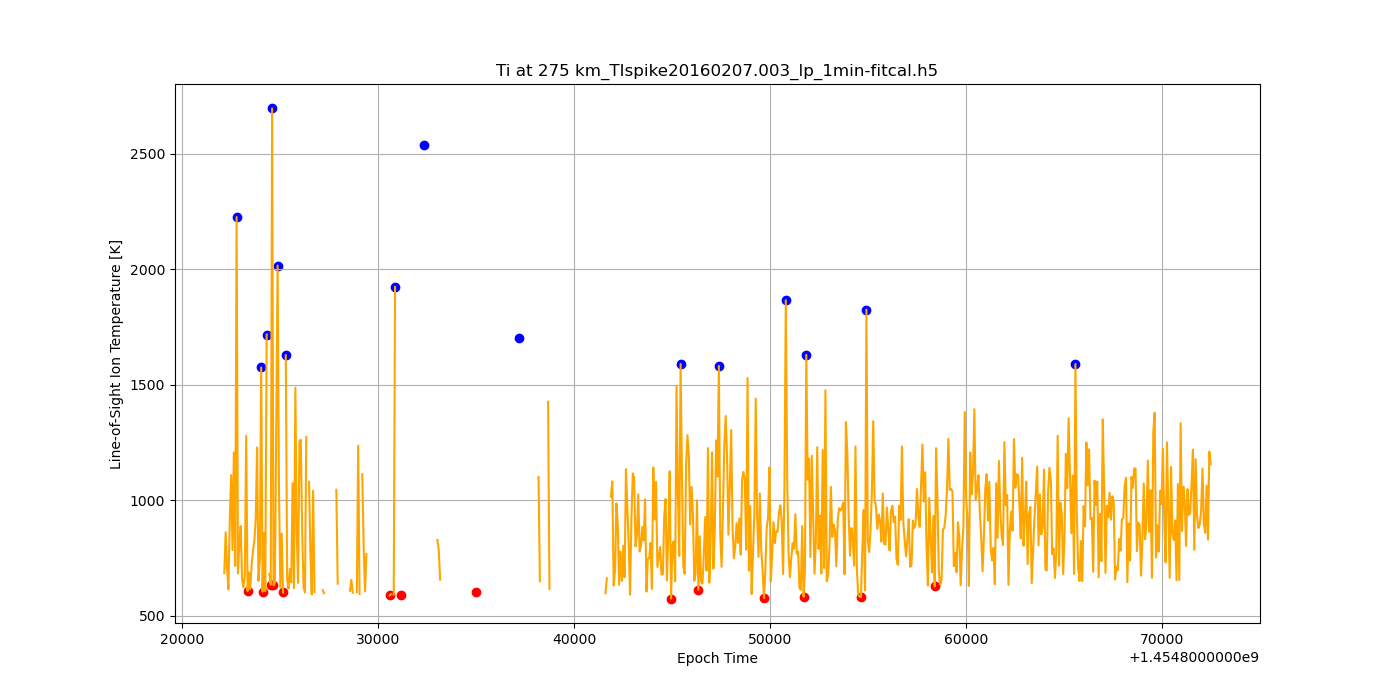 Ti at 275 km_TIspike20160207.003_lp_1min-fitcal.h5
Line-of-Sight Ion Temperature [K]
2500
2000
1500
1000
500
20000 30000 40000 50000 60000 70000
Epoch Time
+1.4548000000e9